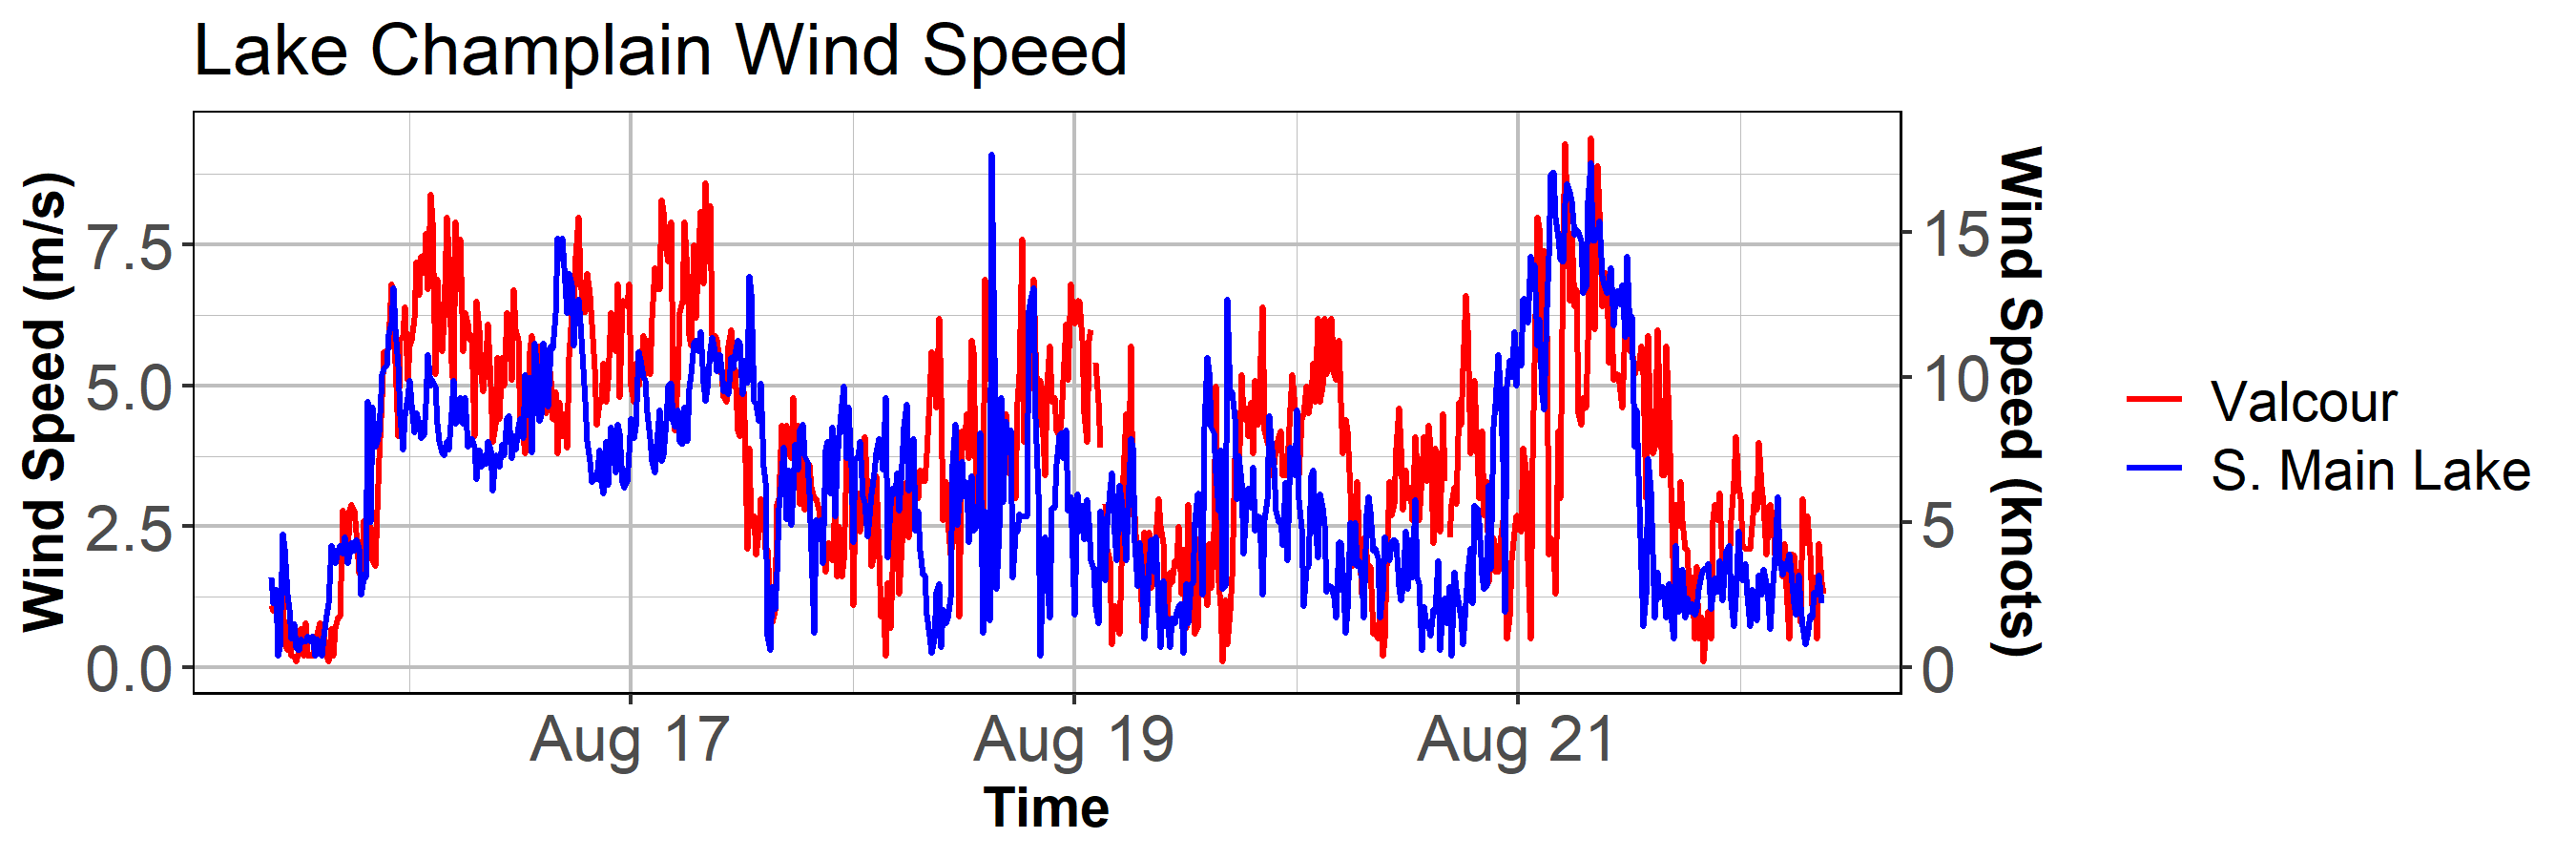 Lake Champlain Wind Speed
Wind Speed (m/s)
7.5
5.0
2.5
0.0
Aug 17
Aug 19
Aug 21
Time
15
10
5
0
Wind Speed (knots)
Valcour
S. Main Lake